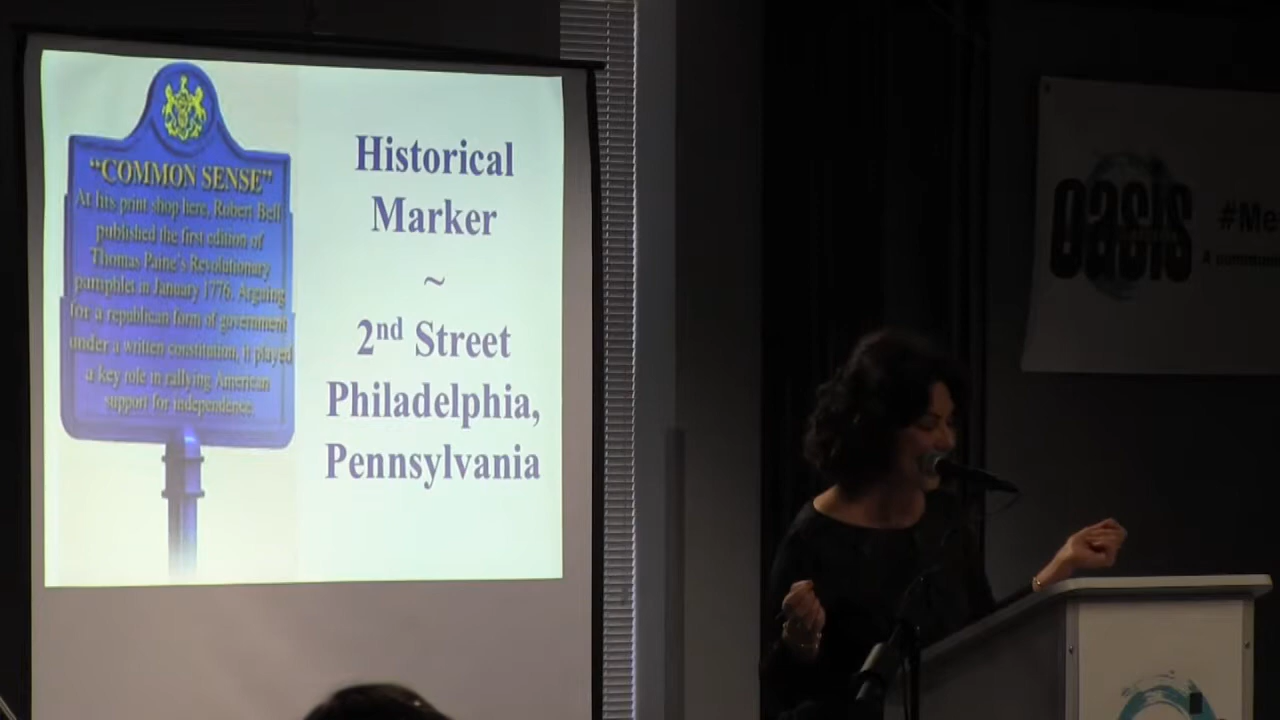 "COMMON SENSE"
At his print shop here, Robert Bell
published the first edition of
Thomas Paine's Revolutionary
pamphlet in January 1776. Arguing
for a republican form of government
under a written constitution, it played
a key role in rallying American
support for independence.
Historical
Marker
~
2nd Street
Philadelphia,
Pennsylvania
oasis
#Me
A